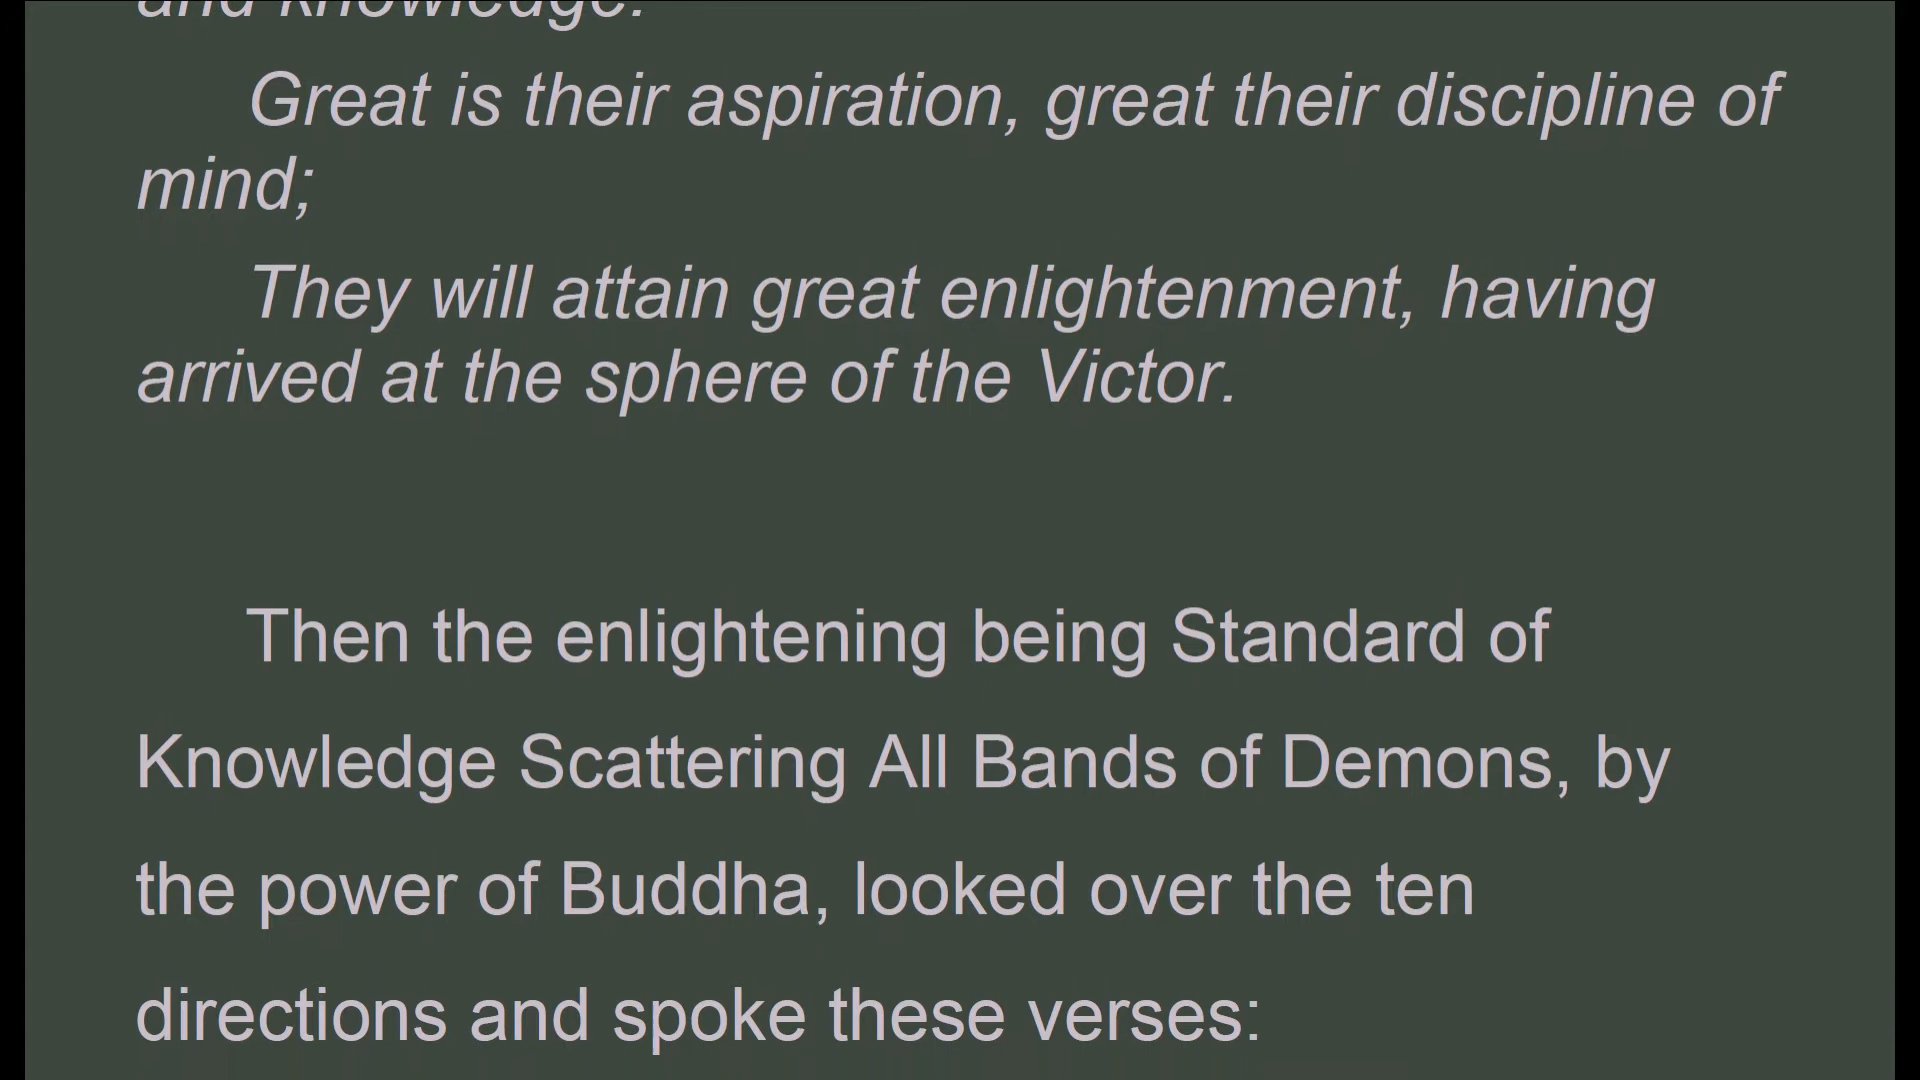 and knowledge.
Great is their aspiration, great their discipline of
mind;
They will attain great enlightenment, having
arrived at the sphere of the Victor.
Then the enlightening being Standard of
Knowledge Scattering All Bands of Demons, by
the power of Buddha, looked over the ten
directions and spoke these verses: